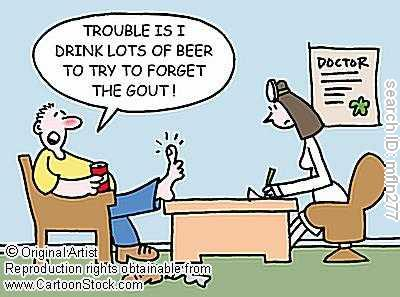 TROUBLE IS I
DRINK LOTS OF BEER
TO TRY TO FORGET
THE GOUT!
DOCTOR
search ID: mfln277
© Original Artist
Reproduction rights obtainable from
www.CartoonStock.com